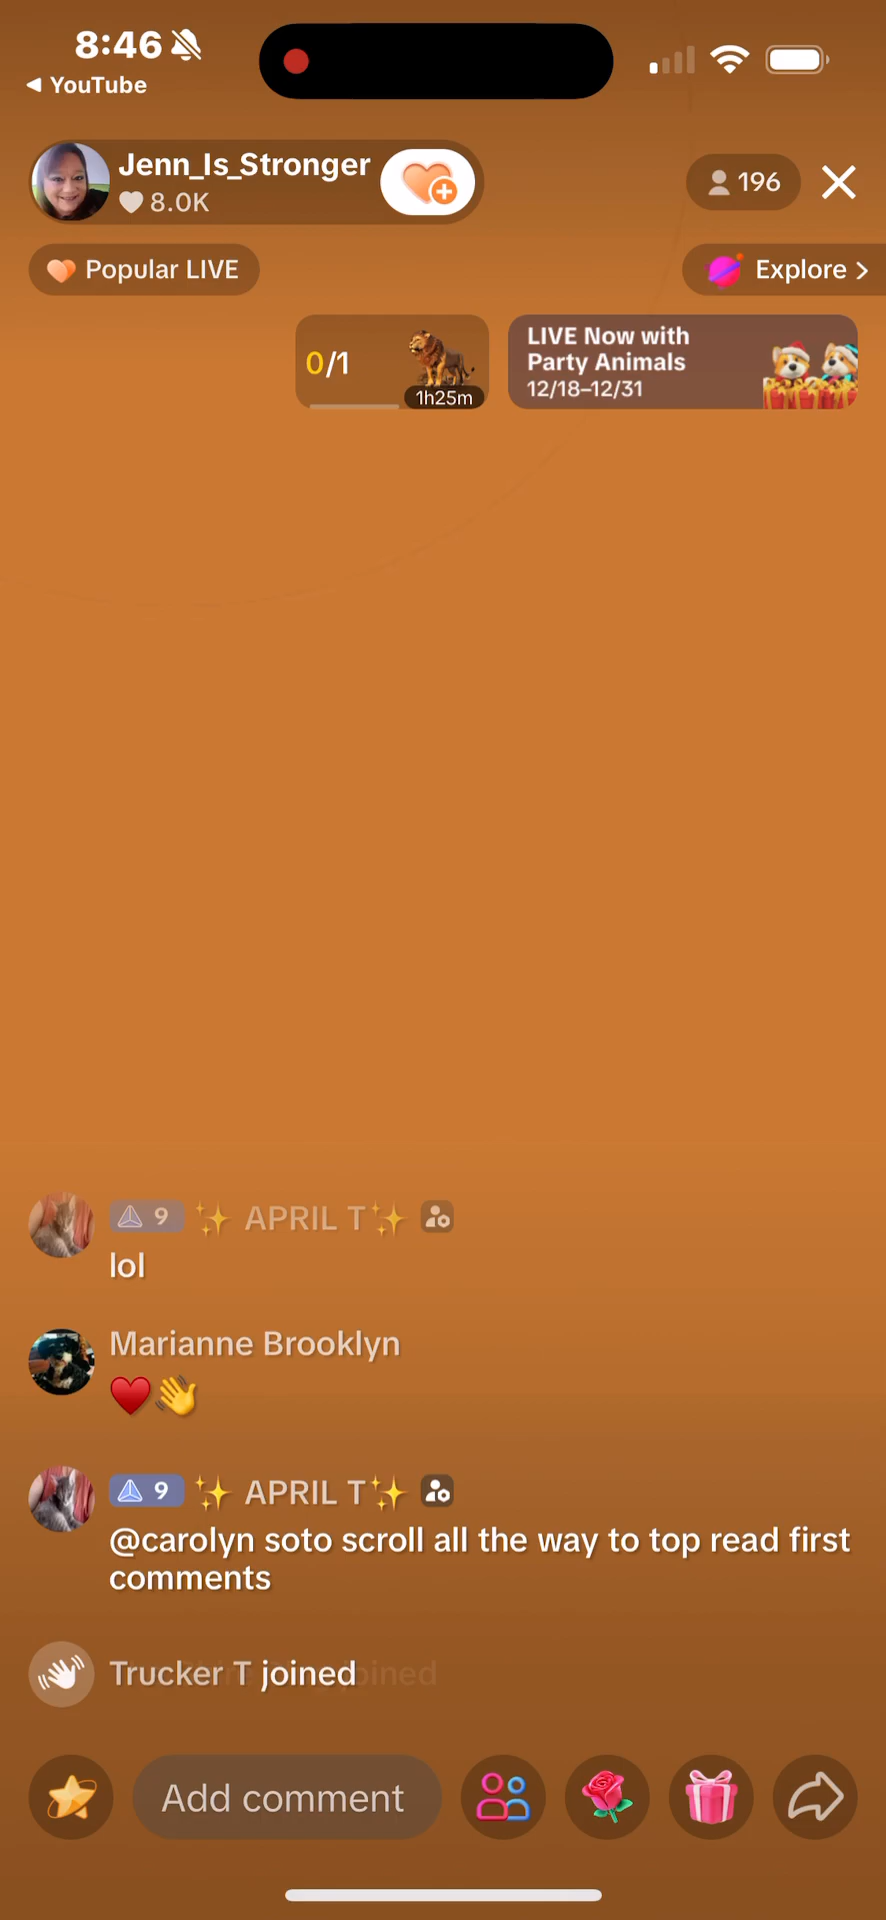 8:46
◀ YouTube
Jenn_Is_Stronger
8.0K
196
Popular LIVE
Explore >
0/1
1h25m
LIVE Now with
Party Animals
12/18–12/31
9 ✨ APRIL T✨
lol
Marianne Brooklyn
♥️👋
9 ✨ APRIL T✨
@carolyn soto scroll all the way to top read first
comments
Trucker T joined
Add comment